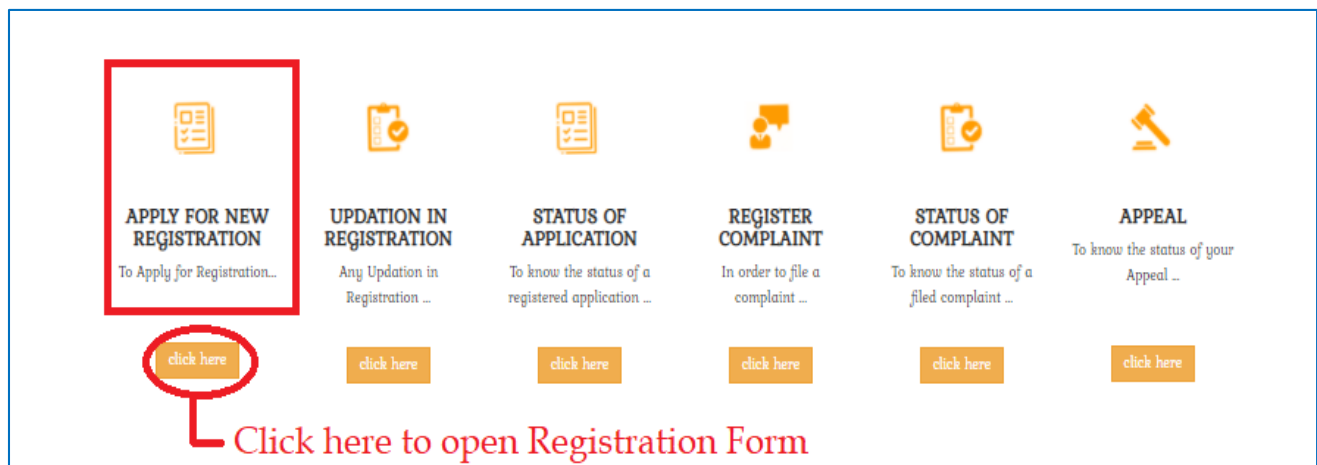 APPLY FOR NEW
REGISTRATION
To Apply for Registration...
click here
UPDATION IN
REGISTRATION
Any Updation in
Registration ...
click here
STATUS OF
APPLICATION
To know the status of a
registered application ...
click here
REGISTER
COMPLAINT
In order to file a
complaint ...
click here
STATUS OF
COMPLAINT
To know the status of a
filed complaint ...
click here
APPEAL
To know the status of your
Appeal ...
click here
Click here to open Registration Form